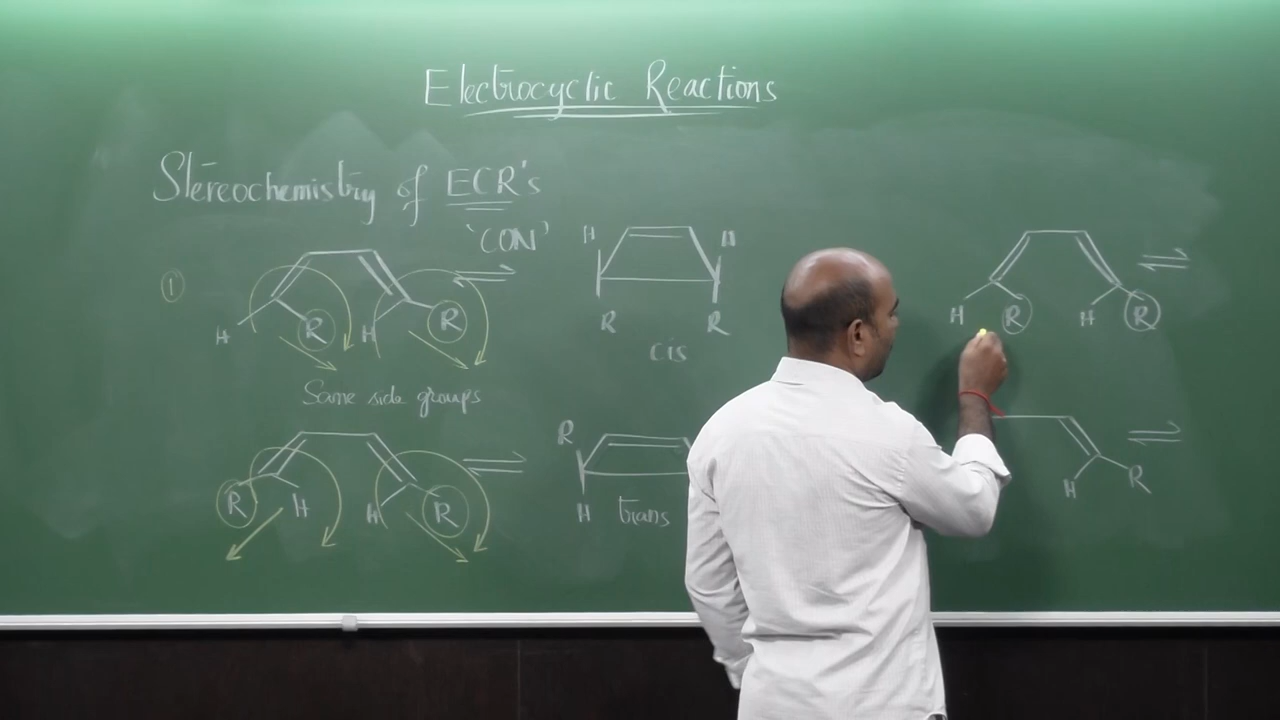 Electrocyclic Reactions
Stereochemistry of ECR's
'CON'
①
H R H R
H H
R R
cis
H R H R
Same side groups
R H H R
R
H trans
H R